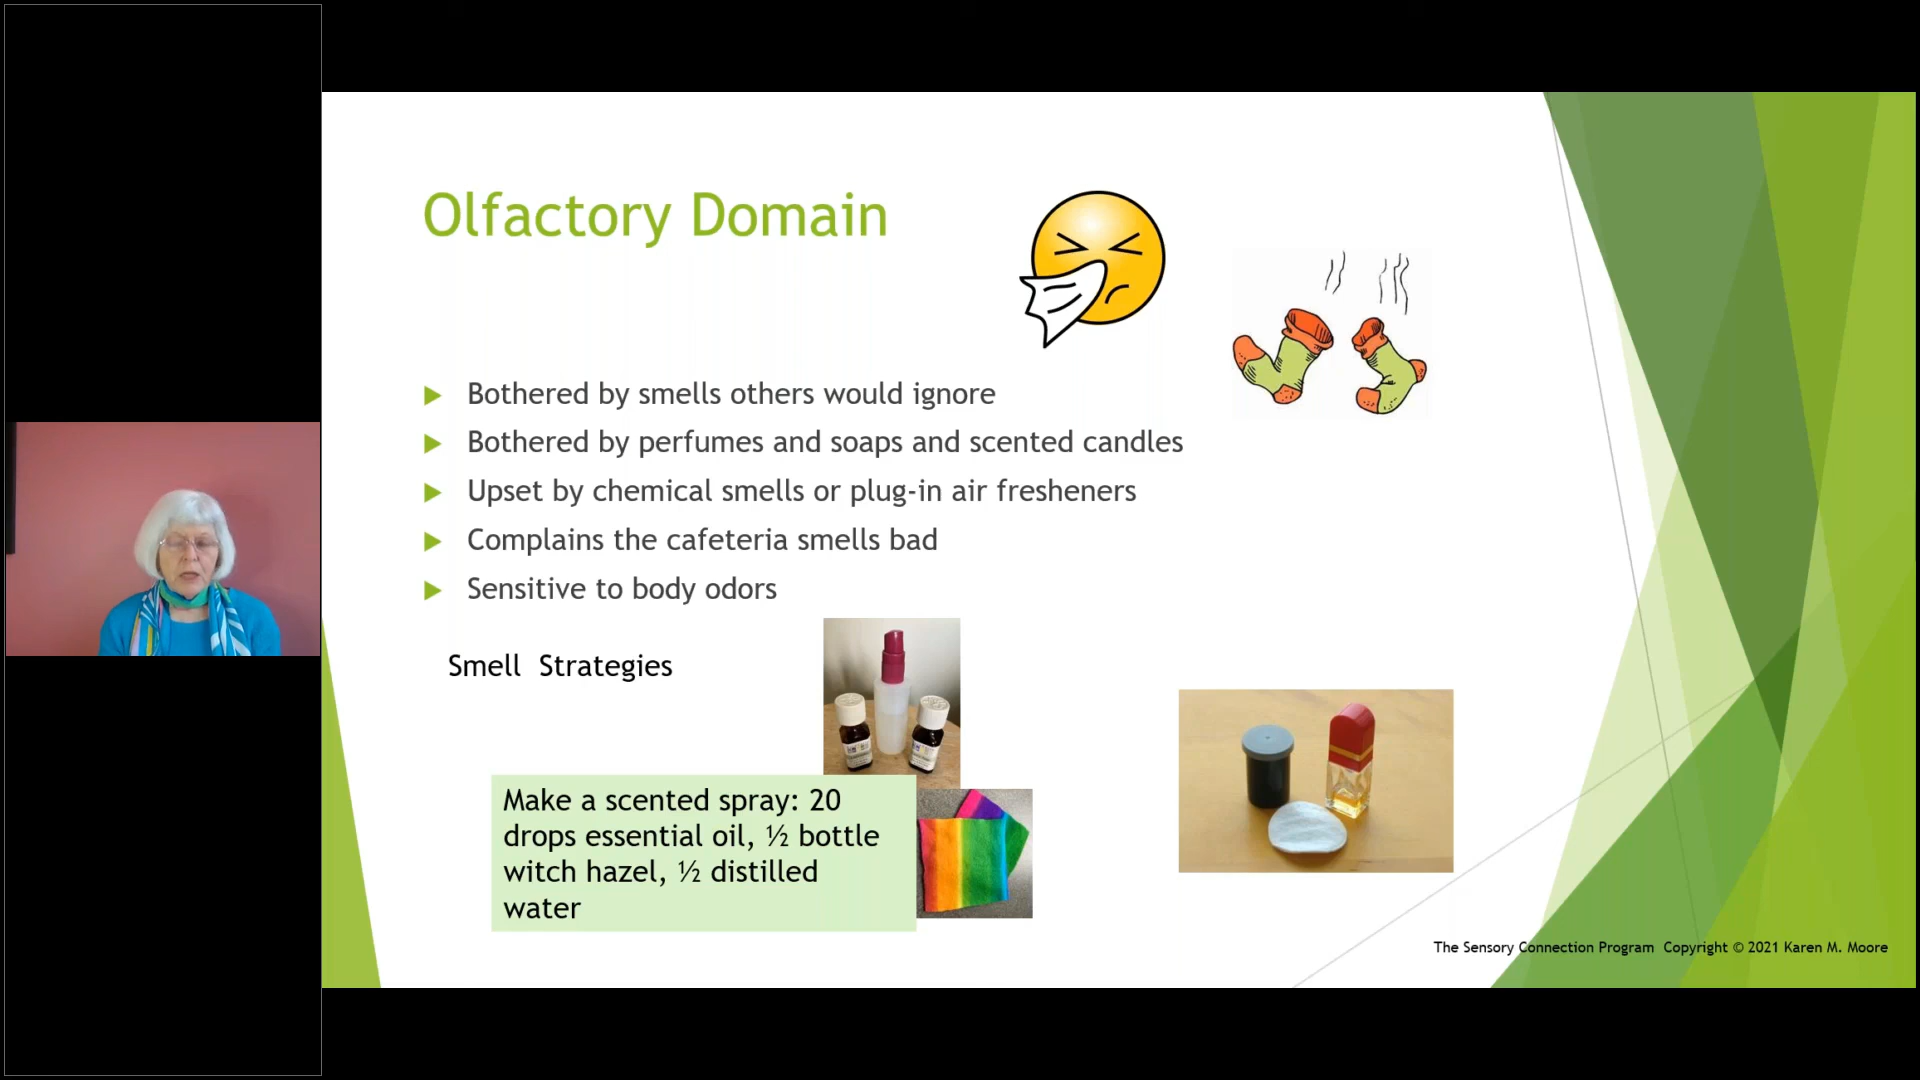 Olfactory Domain
Bothered by smells others would ignore
Bothered by perfumes and soaps and scented candles
Upset by chemical smells or plug-in air fresheners
Complains the cafeteria smells bad
Sensitive to body odors
Smell Strategies
Make a scented spray: 20
drops essential oil, ½ bottle
witch hazel, ½ distilled
water
The Sensory Connection Program Copyright © 2021 Karen M. Moore